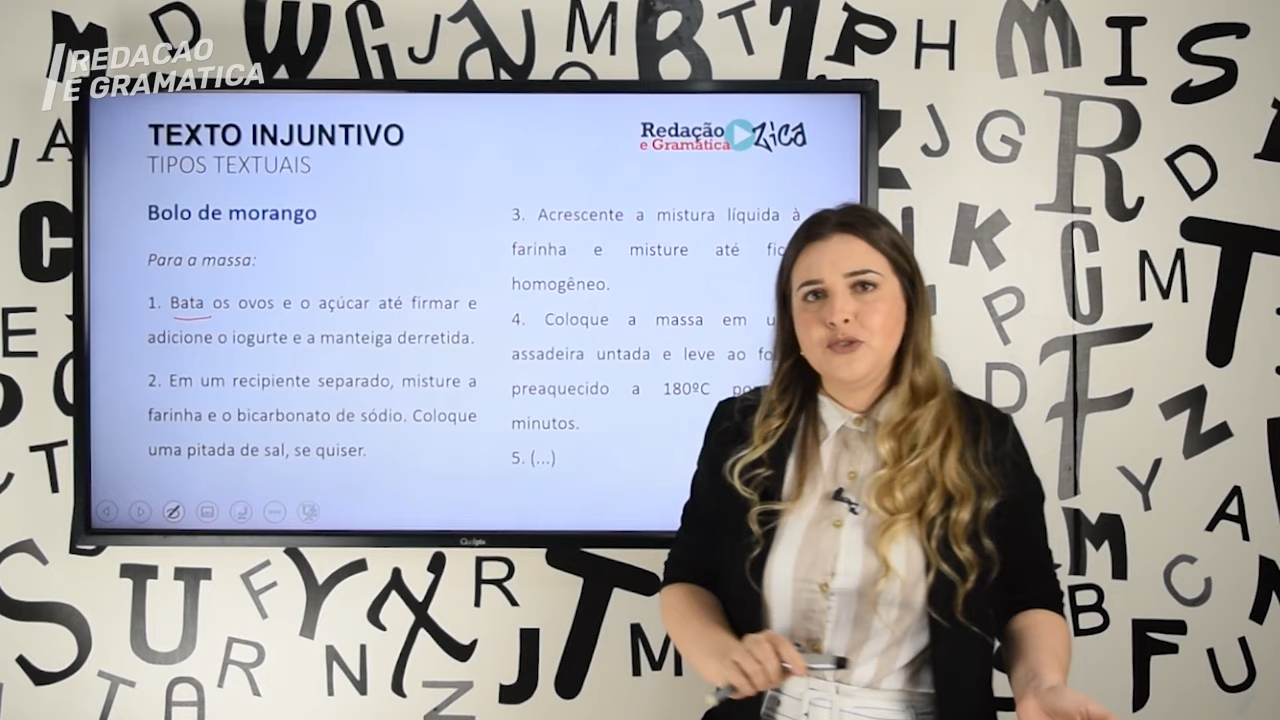 REDACAO
E GRAMATICA
TEXTO INJUNTIVO
TIPOS TEXTUAIS
Redação
e Gramática
zica
Bolo de morango
Para a massa:
1. Bata os ovos e o açúcar até firmar e
adicione o iogurte e a manteiga derretida.
2. Em um recipiente separado, misture a
farinha e o bicarbonato de sódio. Coloque
uma pitada de sal, se quiser.
3. Acrescente a mistura líquida à
farinha e misture até
homogêneo.
4. Coloque a massa em
assadeira untada e leve ao
preaquecido a 180ºC
minutos.
5. (...)